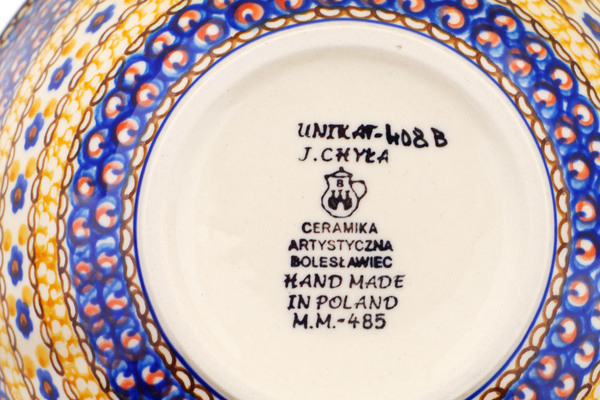 UNIKAT-408B
J.CHYŁA
B
CERAMIKA
ARTYSTYCZNA
BOLESŁAWIEC
HAND MADE
IN POLAND
M.M.-485